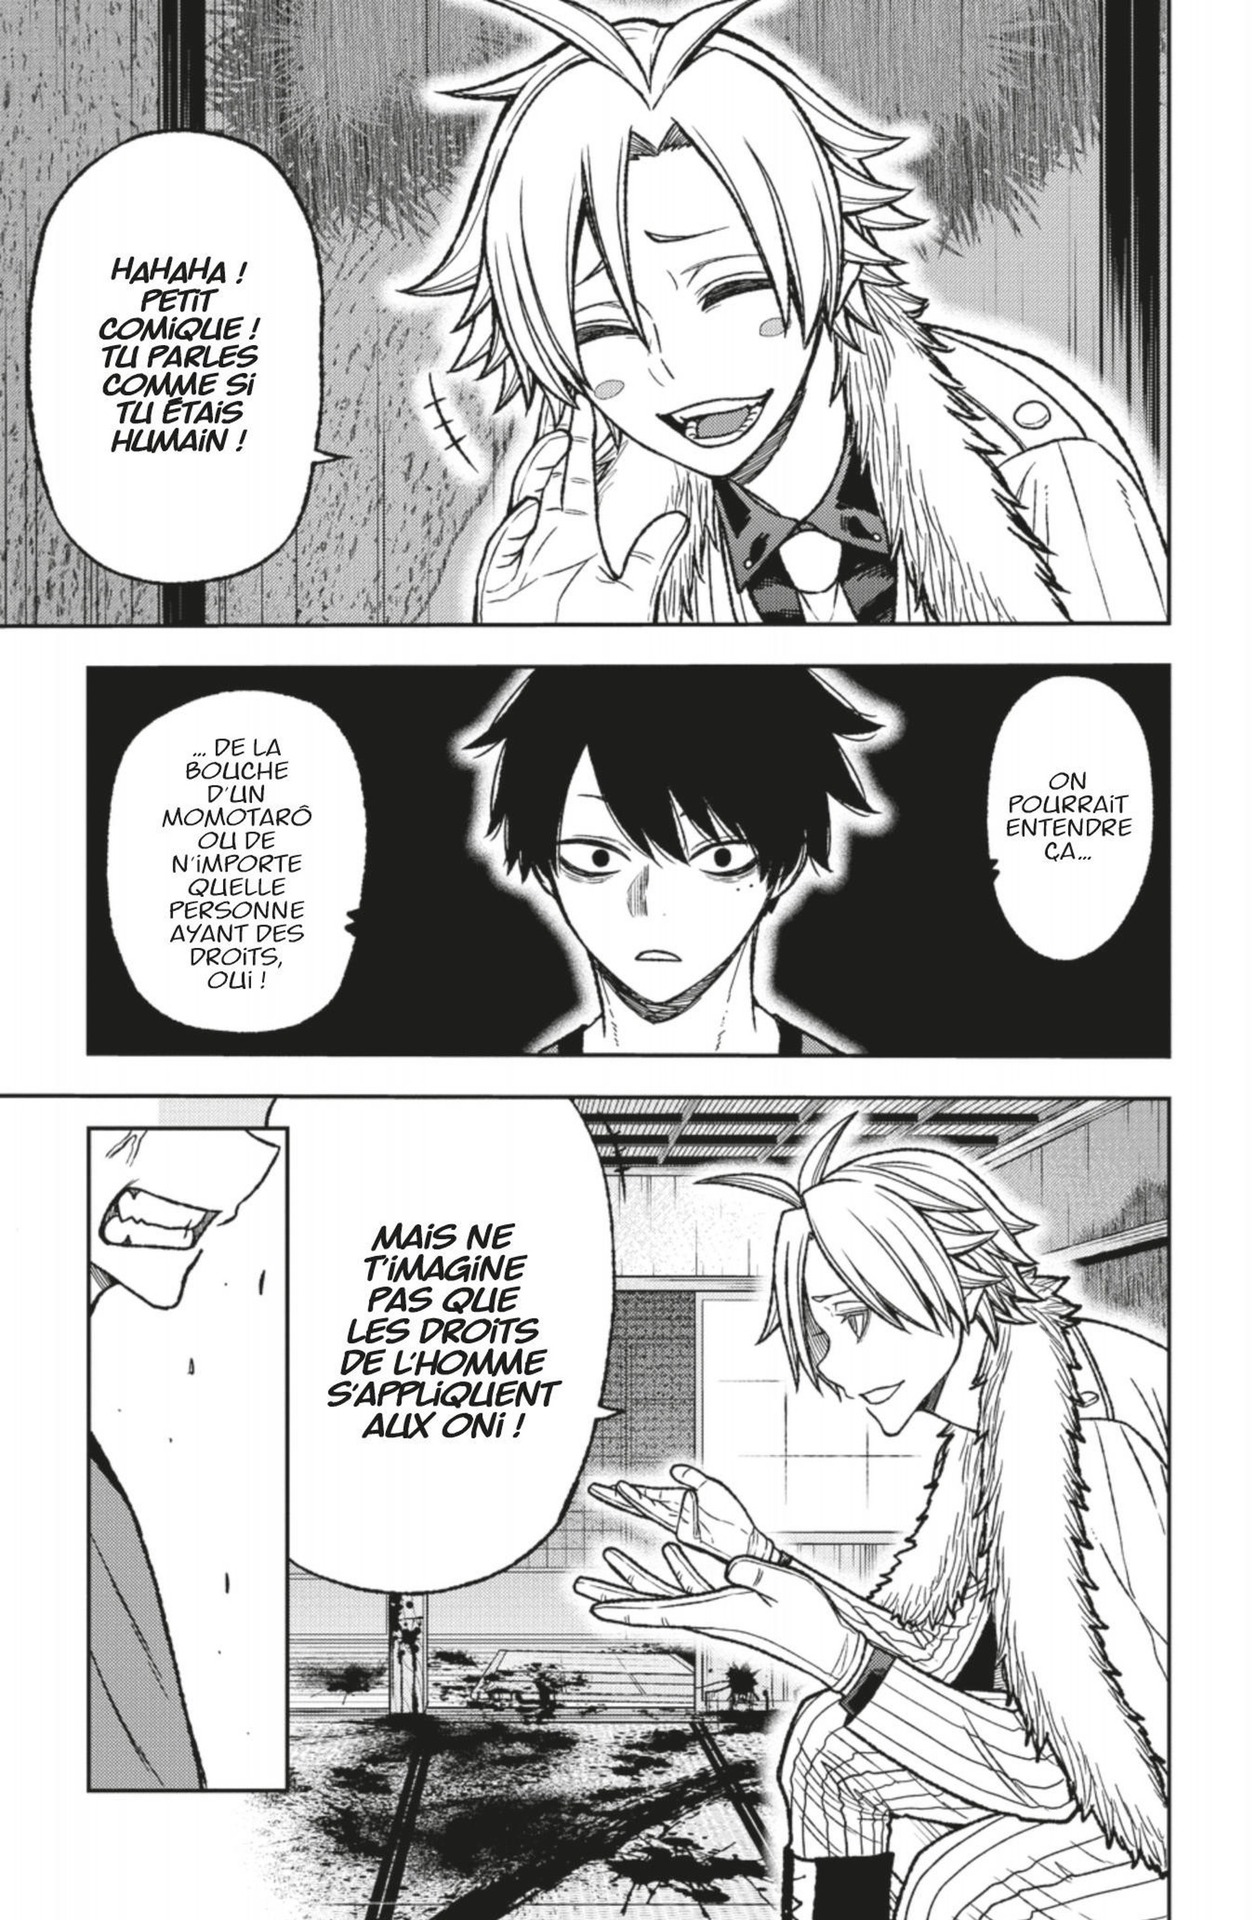 HAHAHA !
PETIT
COMIQUE !
TU PARLES
COMME SI
TU ÉTAIS
HUMAIN !
ON
POURRAIT
ENTENDRE
ÇA...
... DE LA
BOUCHE
D'UN
MOMOTARÔ
OU DE
N'IMPORTE
QUELLE
PERSONNE
AYANT DES
DROITS,
OUI !
MAIS NE
T'IMAGINE
PAS QUE
LES DROITS
DE L'HOMME
S'APPLIQUENT
AUX ONI !